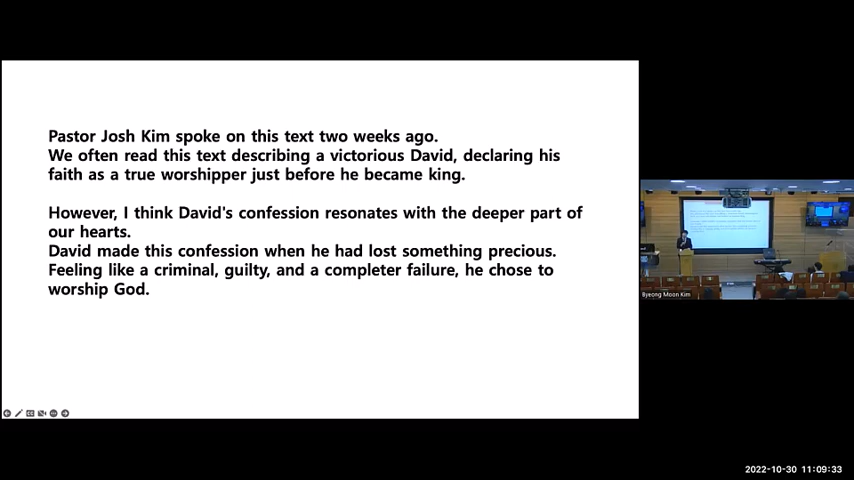 Pastor Josh Kim spoke on this text two weeks ago.
We often read this text describing a victorious David, declaring his
faith as a true worshipper just before he became king.
However, I think David's confession resonates with the deeper part of
our hearts.
David made this confession when he had lost something precious.
Feeling like a criminal, guilty, and a completer failure, he chose to
worship God.
Byeong Moon Kim
2022-10-30 11:09:33